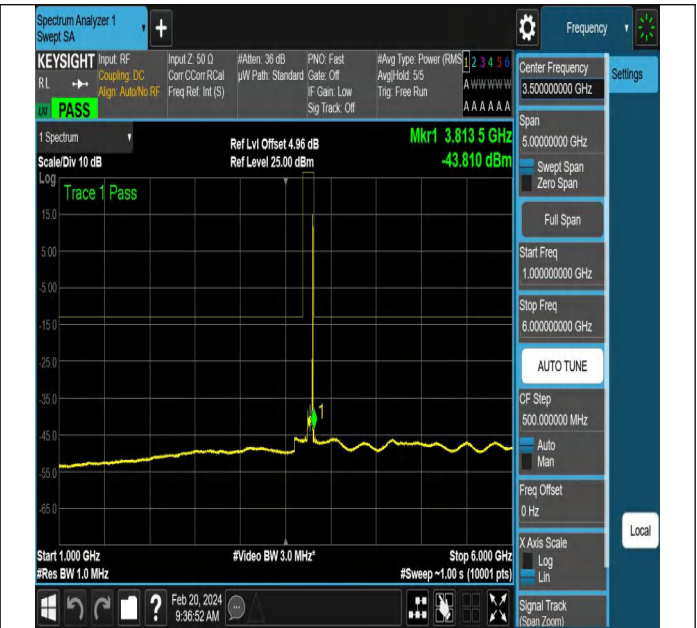 Spectrum Analyzer 1
Swept SA
+
Frequency
KEYSIGHT
RL
PASS
Input: RF
Coupling: DC
Align: Auto/No RF
Input Z: 50 Ω
Corr CCorr RCal
Freq Ref: Int (S)
#Atten: 36 dB
µW Path: Standard
PNO: Fast
Gate: Off
IF Gain: Low
Sig Track: Off
#Avg Type: Power (RMS)
Avg|Hold: 5/5
Trig: Free Run
1 2 3 4 5 6
A W W W W W
A A A A A A
1 Spectrum
Scale/Div 10 dB
Ref Lvl Offset 4.96 dB
Ref Level 25.00 dBm
Mkr1 3.813 5 GHz
-43.810 dBm
Log
Trace 1 Pass
15.0
5.00
-5.00
-15.0
-25.0
-35.0
1
-45.0
-55.0
-65.0
Start 1.000 GHz
#Video BW 3.0 MHz*
Stop 6.000 GHz
#Res BW 1.0 MHz
#Sweep ~1.00 s (10001 pts)
?
Feb 20, 2024
9:36:52 AM
Center Frequency
3.500000000 GHz
Settings
Span
5.00000000 GHz
Swept Span
Zero Span
Full Span
Start Freq
1.000000000 GHz
Stop Freq
6.000000000 GHz
AUTO TUNE
CF Step
500.000000 MHz
Auto
Man
Freq Offset
0 Hz
X Axis Scale
Log
Lin
Local
Signal Track
(Span Zoom)